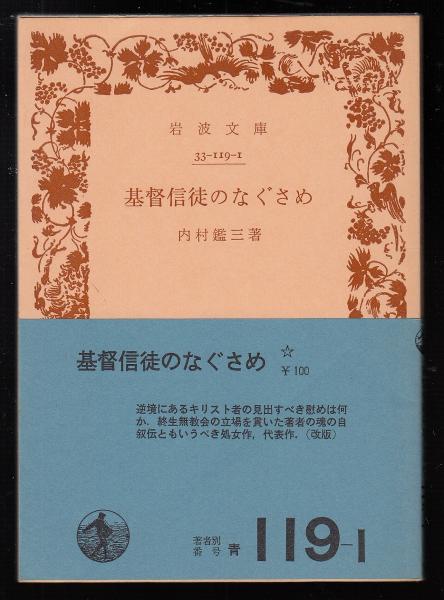 岩波文庫
33-119-1
基督信徒のなぐさめ
内村鑑三著
基督信徒のなぐさめ ☆
¥100
逆境にあるキリスト者の見出すべき慰めは何
か．終生無教会の立場を貫いた著者の魂の自
叙伝ともいうべき処女作，代表作．（改版）
著者別
番号 青 119-1